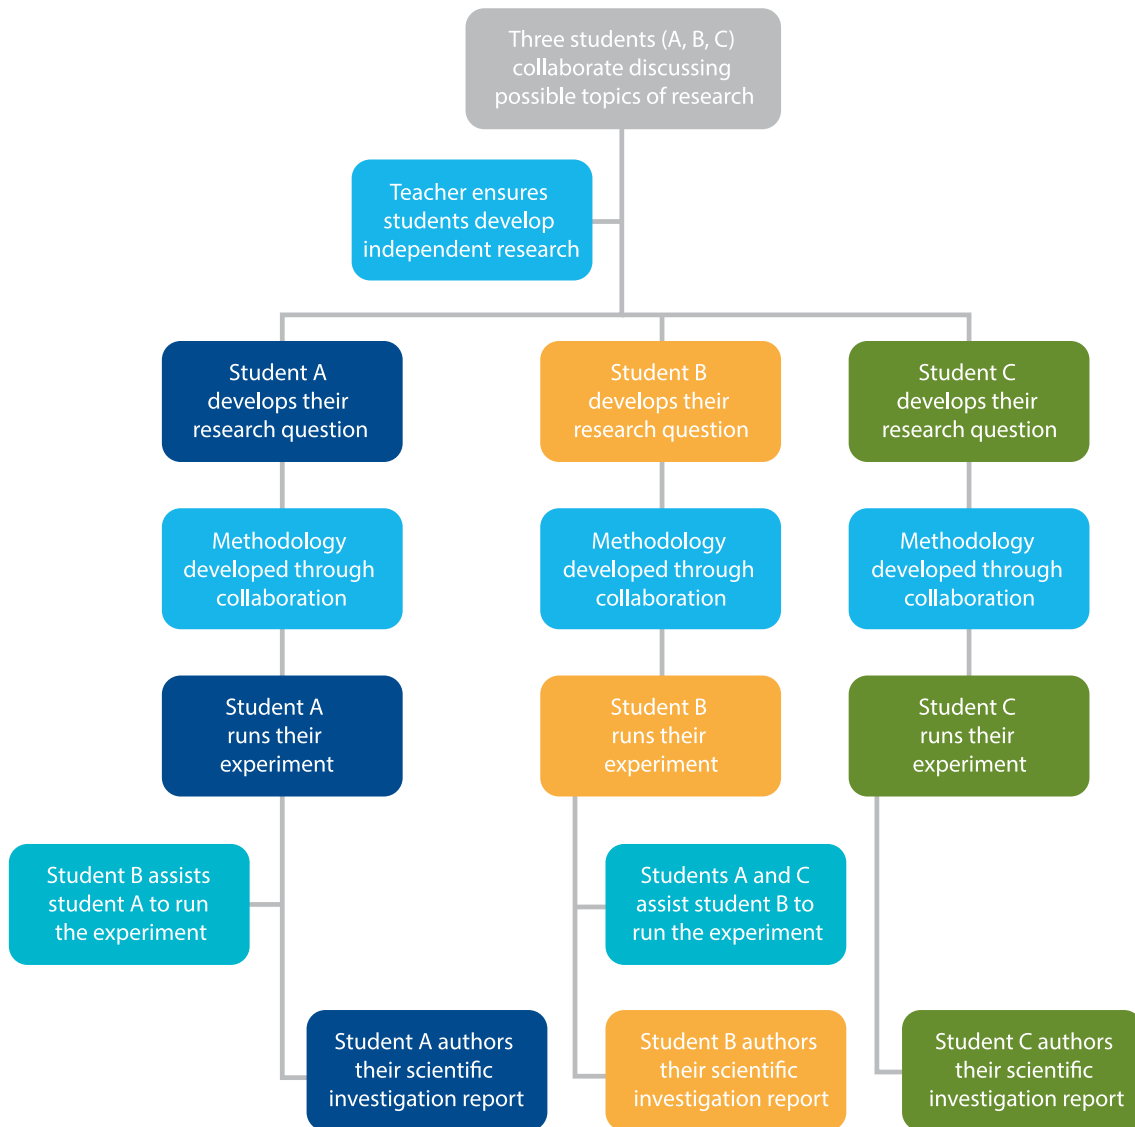 Three students (A, B, C)
collaborate discussing
possible topics of research
Teacher ensures
students develop
independent research
Student A
develops their
research question
Student B
develops their
research question
Student C
develops their
research question
Methodology
developed through
collaboration
Methodology
developed through
collaboration
Methodology
developed through
collaboration
Student A
runs their
experiment
Student B
runs their
experiment
Student C
runs their
experiment
Student B assists
student A to run
the experiment
Students A and C
assist student B to
run the experiment
Student A authors
their scientific
investigation report
Student B authors
their scientific
investigation report
Student C authors
their scientific
investigation report